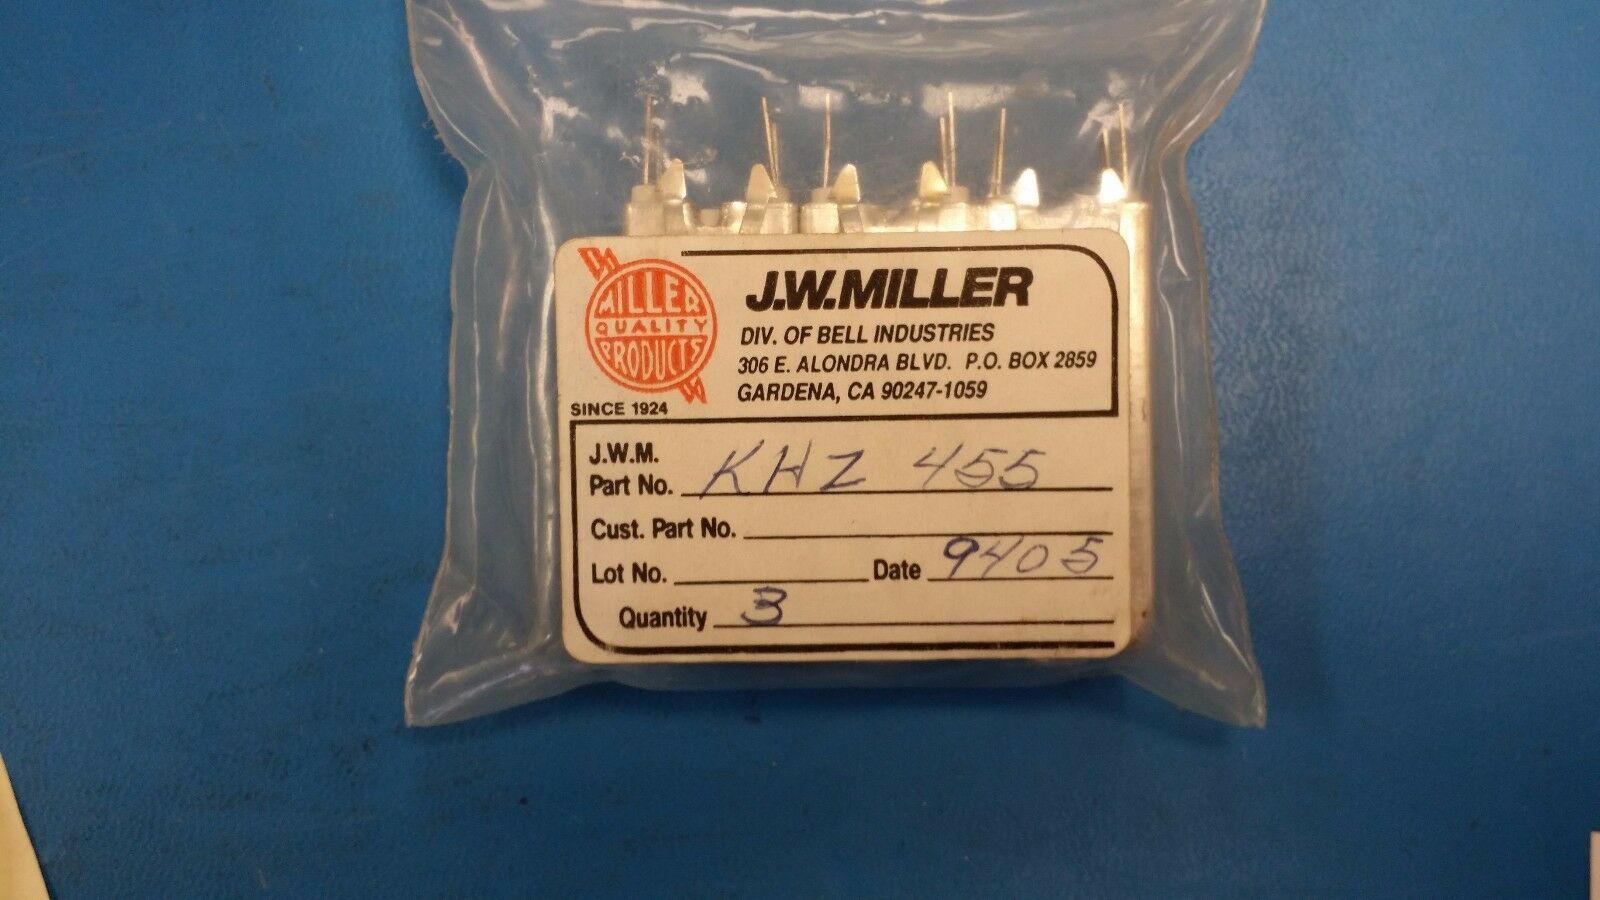 MILLER
QUALITY
PRODUCTS
SINCE 1924
J.W.MILLER
DIV. OF BELL INDUSTRIES
306 E. ALONDRA BLVD. P.O. BOX 2859
GARDENA, CA 90247-1059
J.W.M.
Part No. KHZ 455
Cust. Part No.
Lot No. Date 9405
Quantity 3